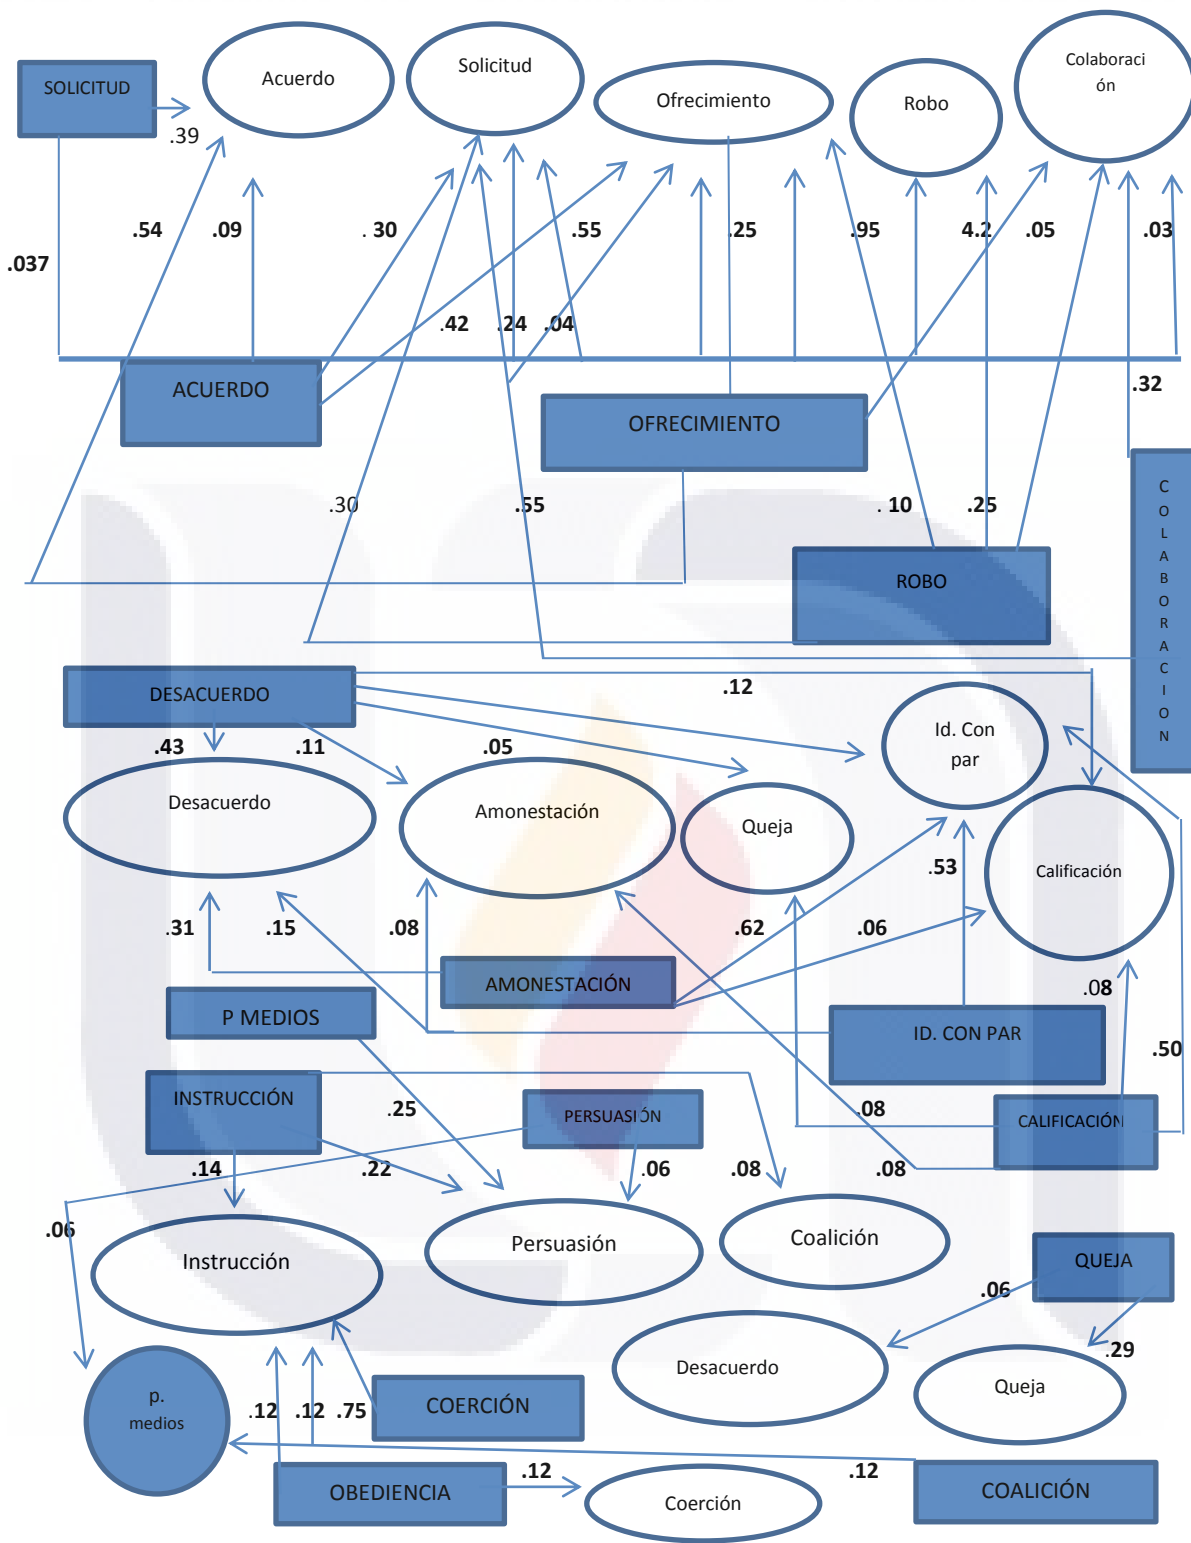 Acuerdo
Solicitud
Ofrecimiento
Robo
Colaboraci
ón
SOLICITUD
.39
.54
.09
. 30
.55
.25
.95
4.2
.05
.03
.037
.42
.24
.04
ACUERDO
OFRECIMIENTO
.32
.30
.55
. 10
.25
ROBO
C
O
L
A
B
O
R
A
C
I
O
N
DESACUERDO
.12
Id. Con
par
.43
.11
.05
Desacuerdo
Amonestación
Queja
.53
Calificación
.31
.15
.08
.62
.06
AMONESTACIÓN
.08
P MEDIOS
ID. CON PAR
.50
INSTRUCCIÓN
.25
PERSUASIÓN
.08
CALIFICACIÓN
.14
.22
.06
.08
.08
.06
Instrucción
Persuasión
Coalición
QUEJA
.06
Desacuerdo
.29
Queja
p.
medios
.12
.12
.75
COERCIÓN
OBEDIENCIA
.12
Coerción
.12
COALICIÓN